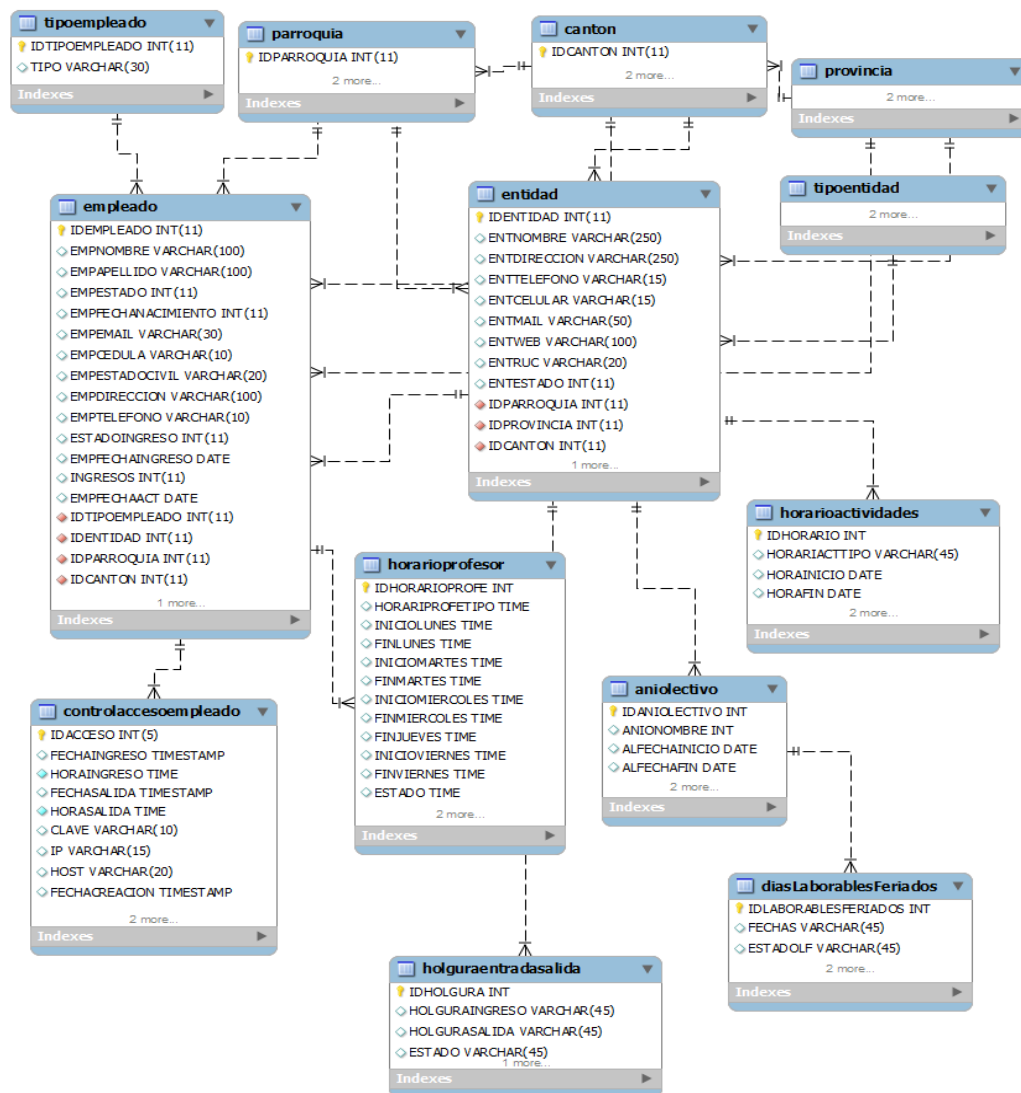 tipoempleado
IDTIPOEMPLEADO INT(11)
TIPO VARCHAR(30)
Indexes
parroquia
IDPARROQUIA INT(11)
2 more...
Indexes
canton
IDCANTON INT(11)
2 more...
Indexes
provincia
2 more...
Indexes
empleado
IDEMPLEADO INT(11)
EMPNOMBRE VARCHAR(100)
EMPAPELLIDO VARCHAR(100)
EMPESTADO INT(11)
EMPFECHANACIMIENTO INT(11)
EMPEMAIL VARCHAR(30)
EMPCEDULA VARCHAR(10)
EMPESTADOCIVIL VARCHAR(20)
EMPDIRECCION VARCHAR(100)
EMPTELEFONO VARCHAR(10)
ESTADOINGRESO INT(11)
EMPFECHAINGRESO DATE
INGRESOS INT(11)
EMPFECHAACT DATE
IDTIPOEMPLEADO INT(11)
IDENTIDAD INT(11)
IDPARROQUIA INT(11)
IDCANTON INT(11)
1 more...
Indexes
entidad
IDENTIDAD INT(11)
ENTNOMBRE VARCHAR(250)
ENTDIRECCION VARCHAR(250)
ENTTELEFONO VARCHAR(15)
ENTCELULAR VARCHAR(15)
ENTMAIL VARCHAR(50)
ENTWEB VARCHAR(100)
ENTRUC VARCHAR(20)
ENTESTADO INT(11)
IDPARROQUIA INT(11)
IDPROVINCIA INT(11)
IDCANTON INT(11)
1 more...
Indexes
tipoentidad
2 more...
Indexes
horarioactividades
IDHORARIO INT
HORARIACTTIPO VARCHAR(45)
HORAINICIO DATE
HORAFIN DATE
2 more...
Indexes
horarioprofesor
IDHORARIOPROFE INT
HORARIPROFETIPO TIME
INICIOLUNES TIME
FINLUNES TIME
INICIOMARTES TIME
FINMARTES TIME
INICIOMIERCOLES TIME
FINMIERCOLES TIME
FINJUEVES TIME
INICIOVIERNES TIME
FINVIERNES TIME
ESTADO TIME
2 more...
Indexes
aniolectivo
IDANIOLECTIVO INT
ANIONOMBRE INT
ALFECHAINICIO DATE
ALFECHAFIN DATE
2 more...
Indexes
controlaccesoempleado
IDACCESO INT(5)
FECHAINGRESO TIMESTAMP
HORAINGRESO TIME
FECHASALIDA TIMESTAMP
HORASALIDA TIME
CLAVE VARCHAR(10)
IP VARCHAR(15)
HOST VARCHAR(20)
FECHACREACION TIMESTAMP
2 more...
Indexes
diasLaborablesFeriados
IDLABORABLESFERIADOS INT
FECHAS VARCHAR(45)
ESTADOLF VARCHAR(45)
2 more...
Indexes
holguraentradasalida
IDHOLGURA INT
HOLGURAINGRESO VARCHAR(45)
HOLGURASALIDA VARCHAR(45)
ESTADO VARCHAR(45)
1 more...
Indexes